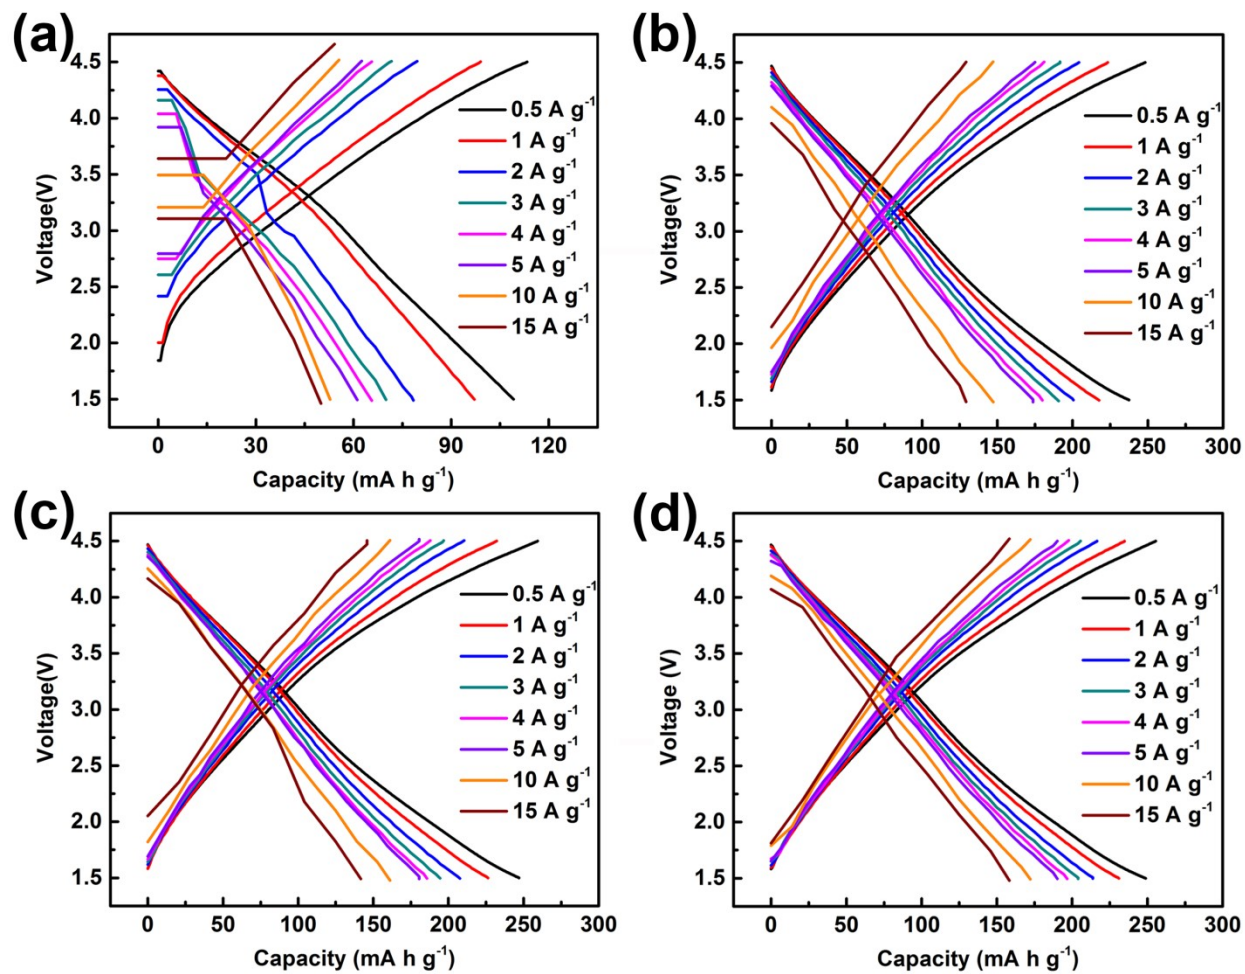 (a)
4.5
4.0
3.5
3.0
2.5
2.0
1.5
Voltage(V)
0 30 60 90 120
Capacity (mA h g⁻¹)
0.5 A g⁻¹
1 A g⁻¹
2 A g⁻¹
3 A g⁻¹
4 A g⁻¹
5 A g⁻¹
10 A g⁻¹
15 A g⁻¹
(b)
4.5
4.0
3.5
3.0
2.5
2.0
1.5
Voltage(V)
0 50 100 150 200 250 300
Capacity (mA h g⁻¹)
0.5 A g⁻¹
1 A g⁻¹
2 A g⁻¹
3 A g⁻¹
4 A g⁻¹
5 A g⁻¹
10 A g⁻¹
15 A g⁻¹
(c)
4.5
4.0
3.5
3.0
2.5
2.0
1.5
Voltage(V)
0 50 100 150 200 250 300
Capacity (mA h g⁻¹)
0.5 A g⁻¹
1 A g⁻¹
2 A g⁻¹
3 A g⁻¹
4 A g⁻¹
5 A g⁻¹
10 A g⁻¹
15 A g⁻¹
(d)
4.5
4.0
3.5
3.0
2.5
2.0
1.5
Voltage (V)
0 50 100 150 200 250 300
Capacity (mA h g⁻¹)
0.5 A g⁻¹
1 A g⁻¹
2 A g⁻¹
3 A g⁻¹
4 A g⁻¹
5 A g⁻¹
10 A g⁻¹
15 A g⁻¹